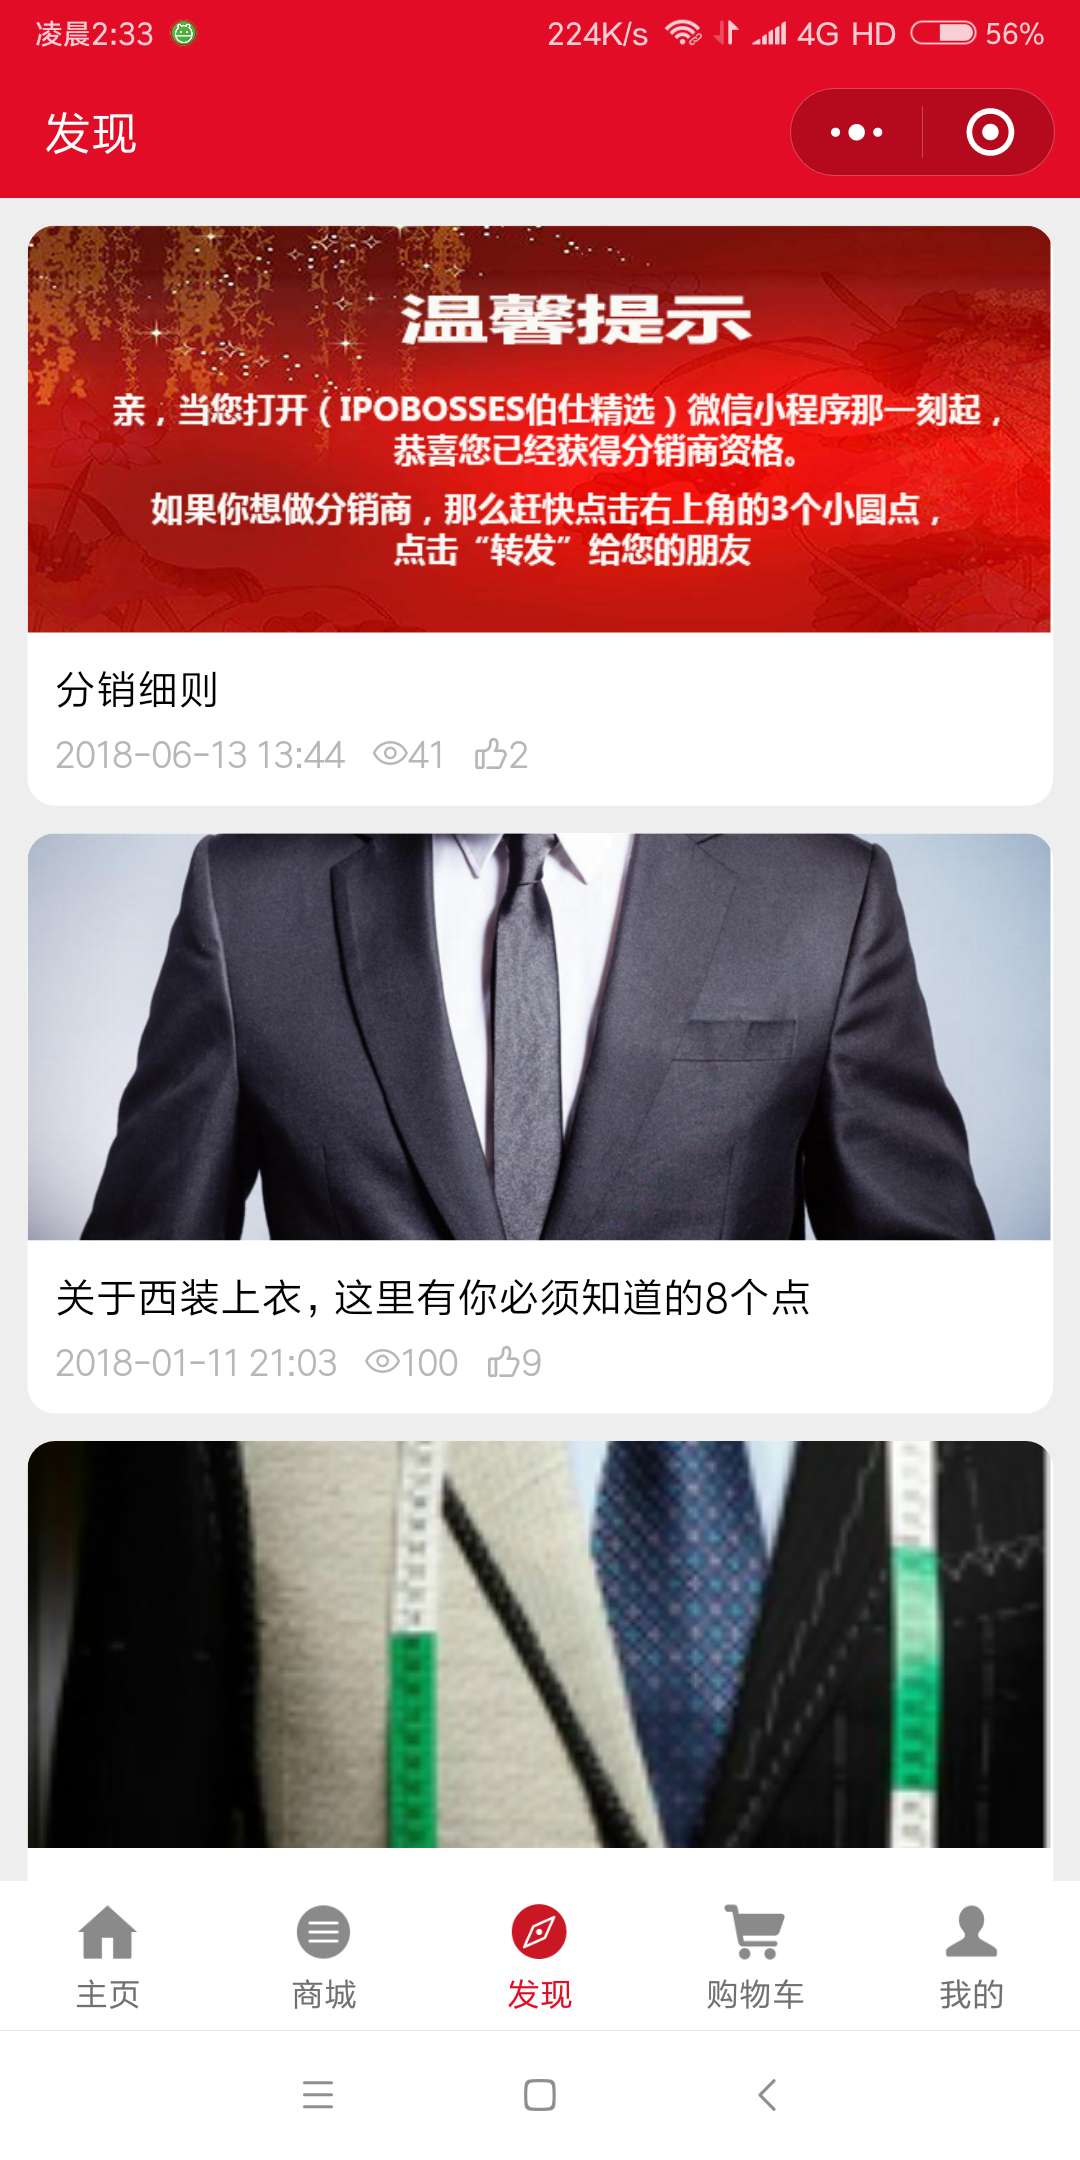 凌晨2:33
224K/s 4G HD 56%
发现
温馨提示
亲，当您打开（IPOBOSSES伯仕精选）微信小程序那一刻起，
恭喜您已经获得分销商资格。
如果你想做分销商，那么赶快点击右上角的3个小圆点，
点击“转发”给您的朋友
分销细则
2018-06-13 13:44 41 2
关于西装上衣，这里有你必须知道的8个点
2018-01-11 21:03 100 9
主页 商城 发现 购物车 我的